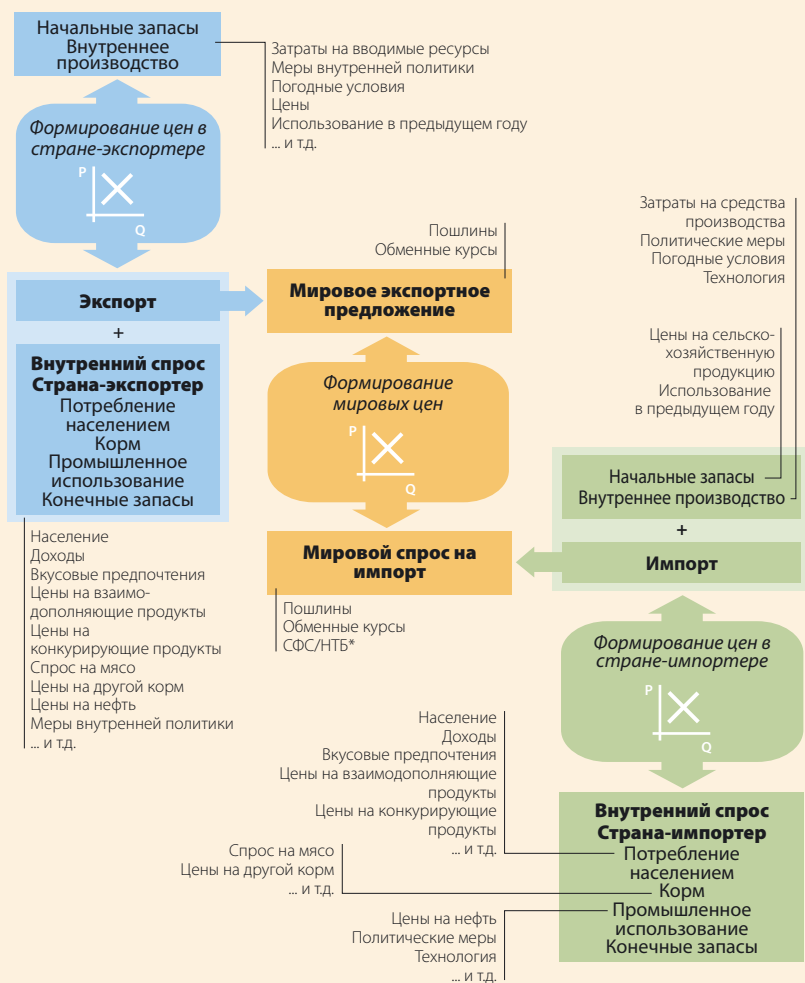 Начальные запасы
Внутреннее
производство
Затраты на вводимые ресурсы
Меры внутренней политики
Погодные условия
Цены
Использование в предыдущем году
... и т.д.
Формирование цен в
стране-экспортере
P
Q
Экспорт
+
Внутренний спрос
Страна-экспортер
Потребление
населением
Корм
Промышленное
использование
Конечные запасы
Население
Доходы
Вкусовые предпочтения
Цены на взаимо-
дополняющие продукты
Цены на
конкурирующие продукты
Спрос на мясо
Цены на другой корм
Цены на нефть
Меры внутренней политики
... и т.д.
Пошлины
Обменные курсы
Мировое экспортное
предложение
Формирование
мировых цен
P
Q
Мировой спрос на
импорт
Пошлины
Обменные курсы
СФС/НТБ*
Затраты на средства
производства
Политические меры
Погодные условия
Технология
Цены на сельско-
хозяйственную
продукцию
Использование
в предыдущем году
Начальные запасы
Внутреннее производство
+
Импорт
Формирование цен в
стране-импортере
P
Q
Население
Доходы
Вкусовые предпочтения
Цены на взаимодополняющие
продукты
Цены на конкурирующие
продукты
... и т.д.
Спрос на мясо
Цены на другой корм
... и т.д.
Цены на нефть
Политические меры
Технология
... и т.д.
Внутренний спрос
Страна-импортер
Потребление
населением
Корм
Промышленное
использование
Конечные запасы